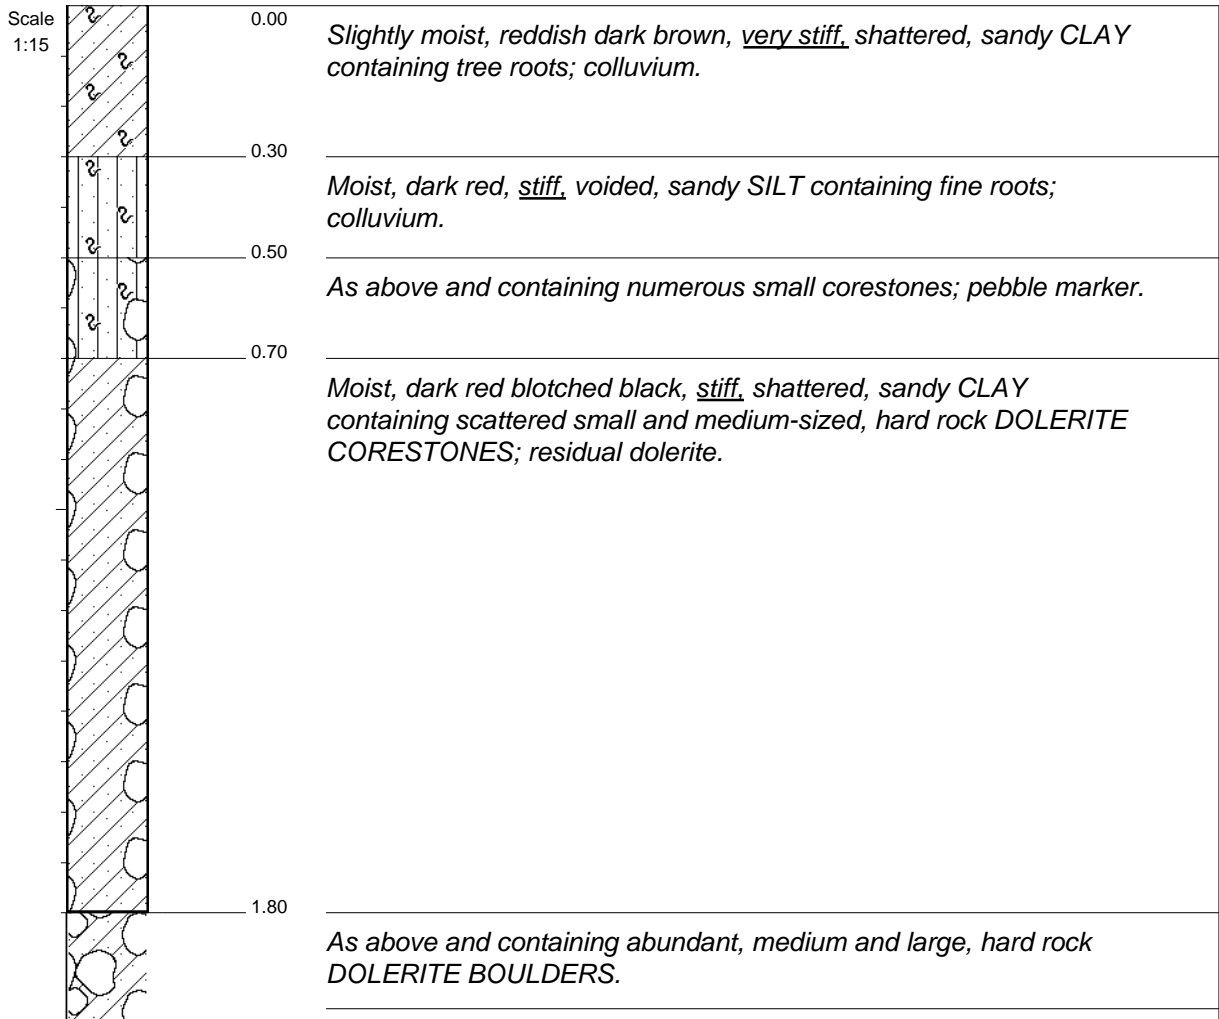 Scale
1:15
0.00
Slightly moist, reddish dark brown, very stiff, shattered, sandy CLAY
containing tree roots; colluvium.
0.30
Moist, dark red, stiff, voided, sandy SILT containing fine roots;
colluvium.
0.50
As above and containing numerous small corestones; pebble marker.
0.70
Moist, dark red blotched black, stiff, shattered, sandy CLAY
containing scattered small and medium-sized, hard rock DOLERITE
CORESTONES; residual dolerite.
1.80
As above and containing abundant, medium and large, hard rock
DOLERITE BOULDERS.